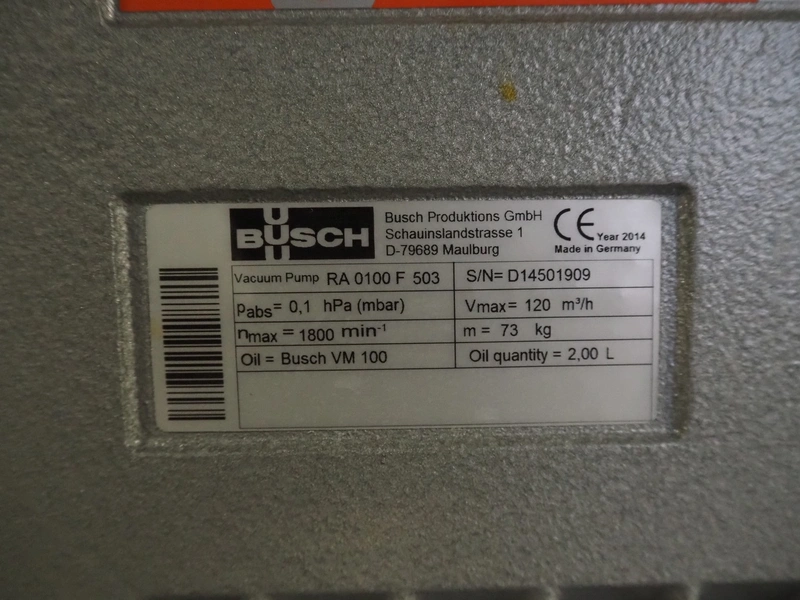 BUSCH
Busch Produktions GmbH
Schauinslandstrasse 1
D-79689 Maulburg
CE Year 2014
Made in Germany
Vacuum Pump RA 0100 F 503 S/N= D14501909
pabs= 0,1 hPa (mbar) Vmax= 120 m³/h
nmax = 1800 min⁻¹ m = 73 kg
Oil = Busch VM 100 Oil quantity = 2,00 L